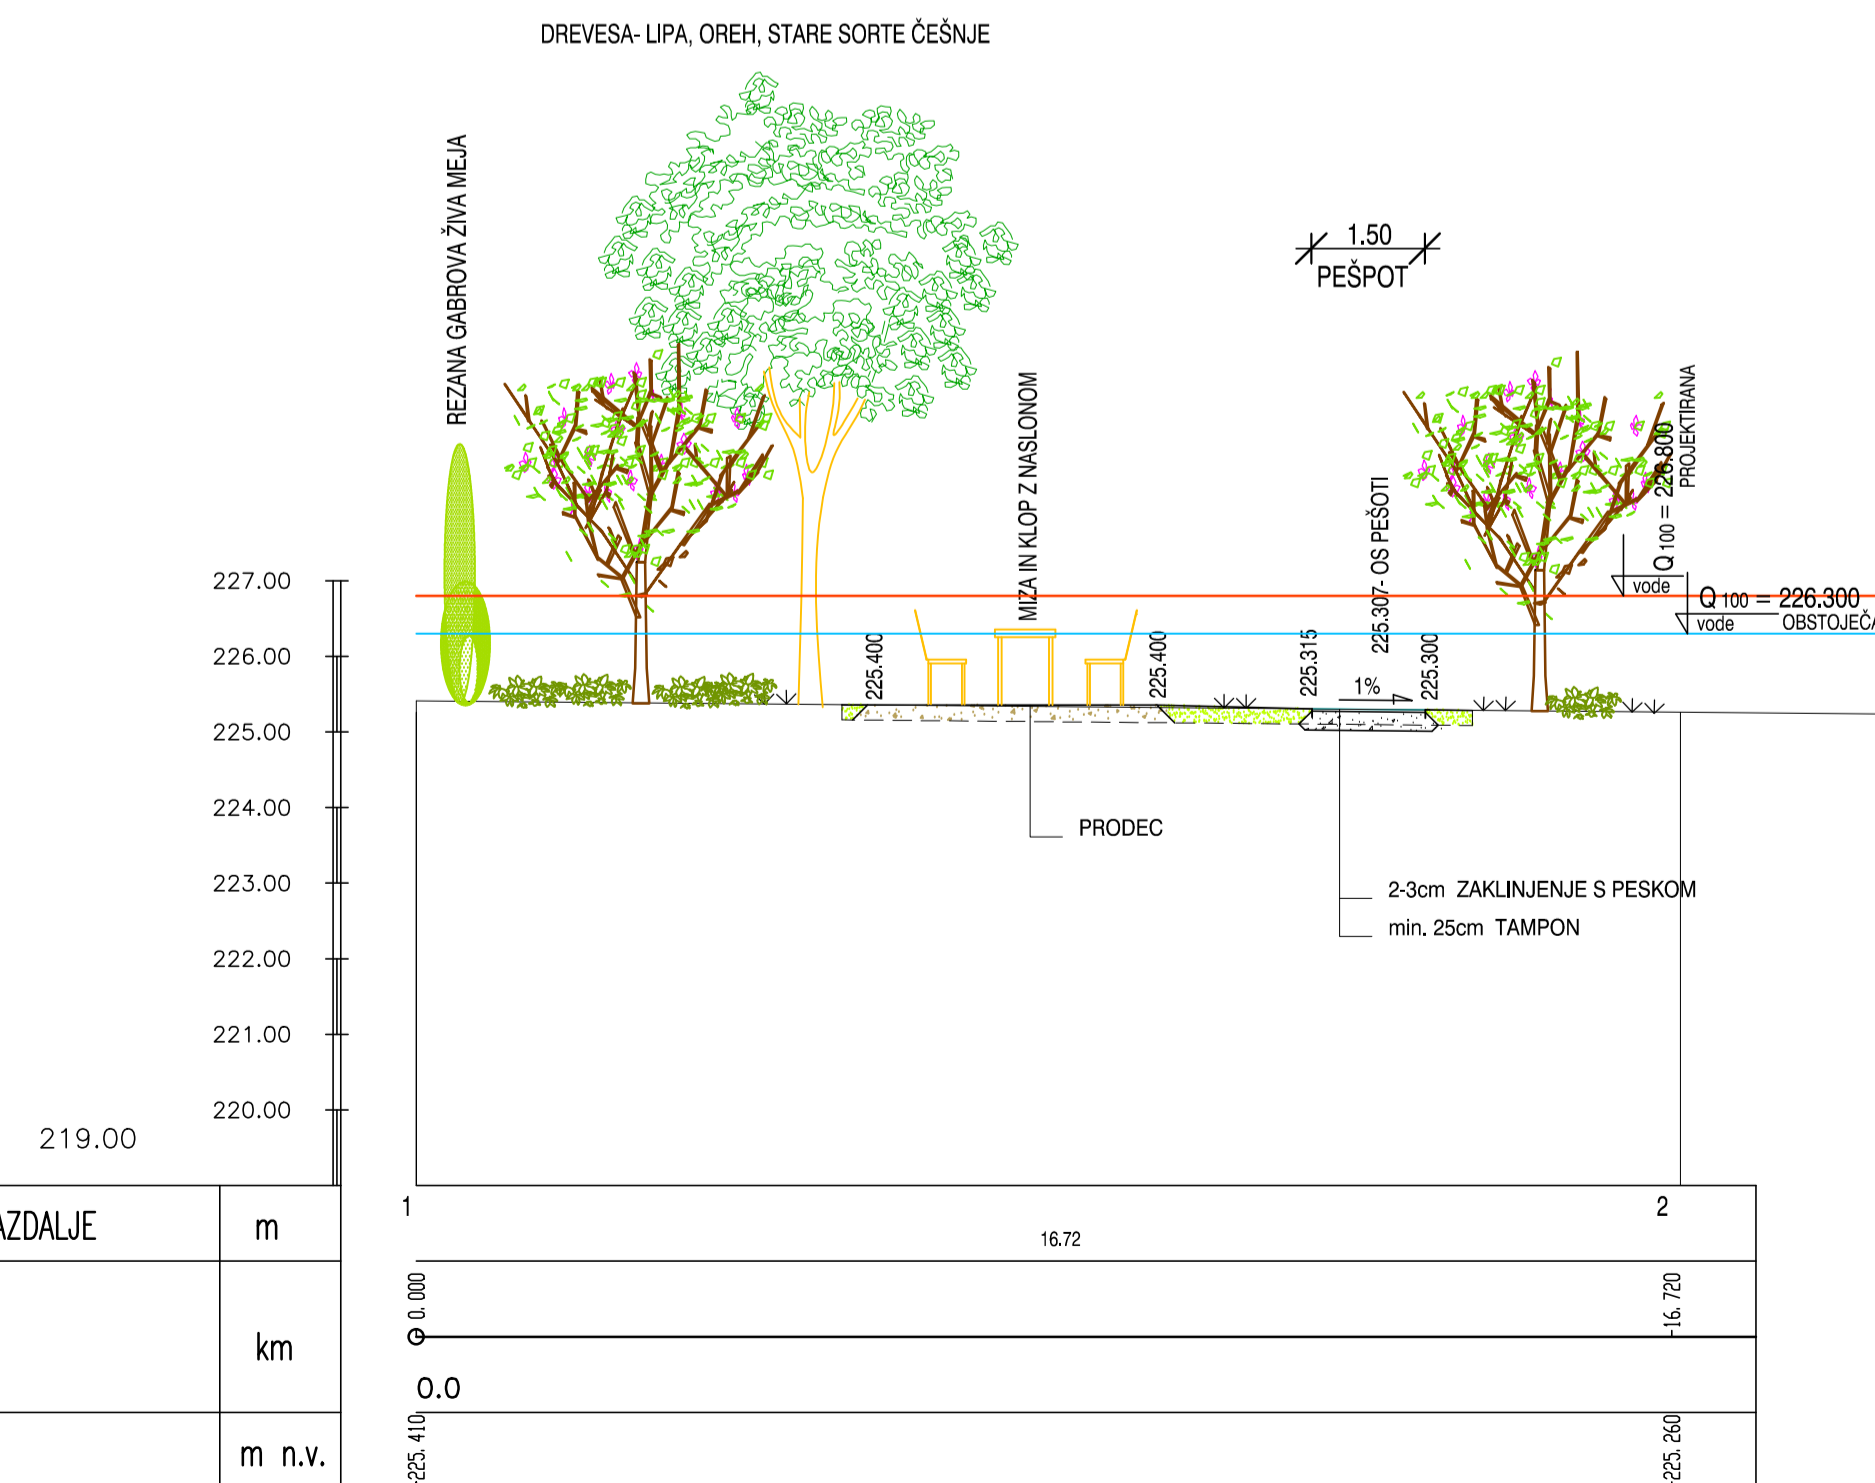 DREVESA- LIPA, OREH, STARE SORTE ČEŠNJE
REZANA GABROVA ŽIVA MEJA
1.50
PEŠPOT
MIZA IN KLOP Z NASLONOM
225.307- OS PEŠOTI
Q 100 = 226.800
PROJEKTIRANA
vode
Q 100 = 226.300
vode
OBSTOJEČA
225.400
225.400
225.315
1%
225.300
227.00
226.00
225.00
224.00
223.00
222.00
221.00
220.00
219.00
PRODEC
2-3cm ZAKLINJENJE S PESKOM
min. 25cm TAMPON
1
2
AZDALJE
m
16.72
km
0.000
16.720
0.0
m n.v.
225.410
225.260